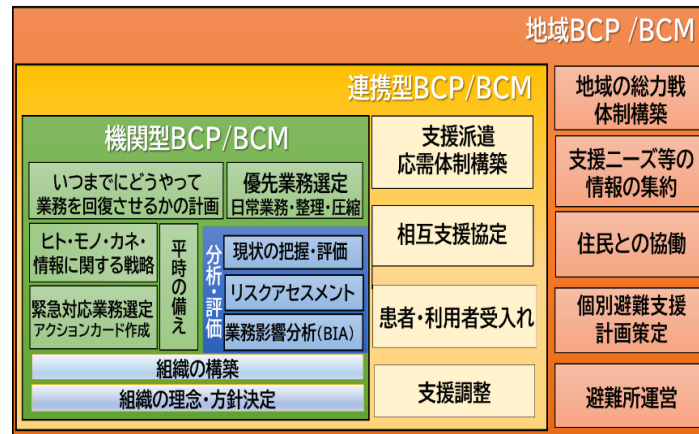 地域BCP /BCM
連携型BCP/BCM
機関型BCP/BCM
いつまでにどうやって
業務を回復させるかの計画
優先業務選定
日常業務・整理・圧縮
ヒト・モノ・カネ・
情報に関する戦略
緊急対応業務選定
アクションカード作成
平時の備え
分析・評価
現状の把握・評価
リスクアセスメント
業務影響分析(BIA)
組織の構築
組織の理念・方針決定
支援派遣
応需体制構築
相互支援協定
患者・利用者受入れ
支援調整
地域の総力戦
体制構築
支援ニーズ等の
情報の集約
住民との協働
個別避難支援
計画策定
避難所運営